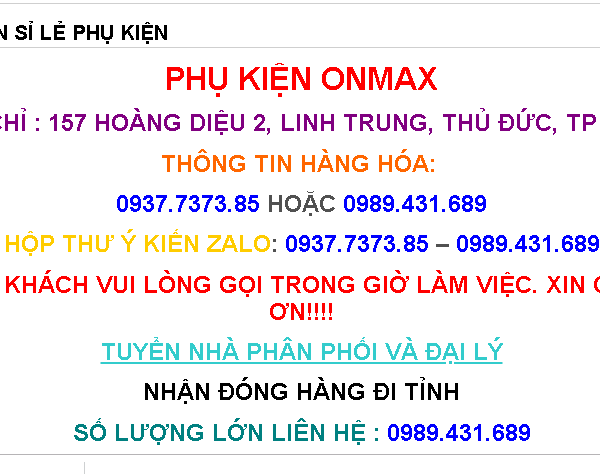 SỈ LẺ PHỤ KIỆN
PHỤ KIỆN ONMAX
CHỈ : 157 HOÀNG DIỆU 2, LINH TRUNG, THỦ ĐỨC, TP
THÔNG TIN HÀNG HÓA:
0937.7373.85 HOẶC 0989.431.689
HỘP THƯ Ý KIẾN ZALO: 0937.7373.85 – 0989.431.689
KHÁCH VUI LÒNG GỌI TRONG GIỜ LÀM VIỆC. XIN
ƠN!!!!
TUYỂN NHÀ PHÂN PHỐI VÀ ĐẠI LÝ
NHẬN ĐÓNG HÀNG ĐI TỈNH
SỐ LƯỢNG LỚN LIÊN HỆ : 0989.431.689